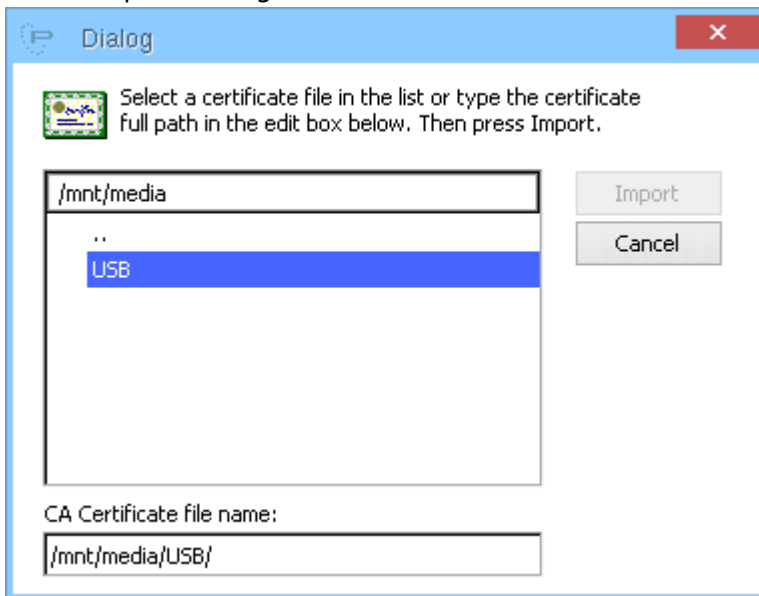 Dialog
Select a certificate file in the list or type the certificate
full path in the edit box below. Then press Import.
/mnt/media
Import
..
Cancel
USB
CA Certificate file name:
/mnt/media/USB/